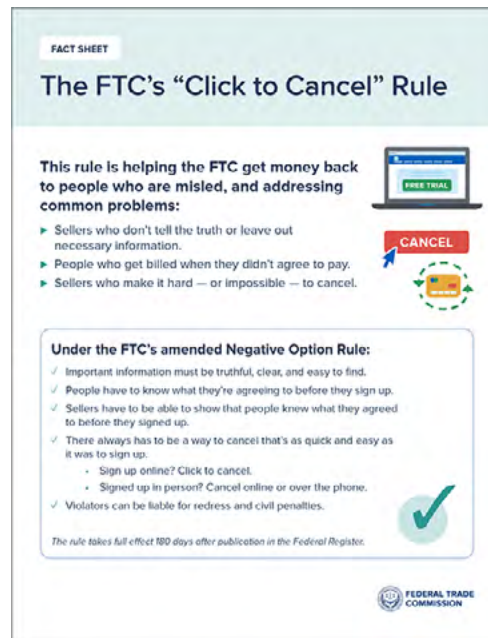 FACT SHEET
The FTC's “Click to Cancel” Rule
This rule is helping the FTC get money back
to people who are misled, and addressing
common problems:
▶ Sellers who don't tell the truth or leave out
necessary information.
▶ People who get billed when they didn't agree to pay.
▶ Sellers who make it hard — or impossible — to cancel.
FREE TRIAL
CANCEL
Under the FTC's amended Negative Option Rule:
✓ Important information must be truthful, clear, and easy to find.
✓ People have to know what they're agreeing to before they sign up.
✓ Sellers have to be able to show that people knew what they agreed
to before they signed up.
✓ There always has to be a way to cancel that's as quick and easy as
it was to sign up.
• Sign up online? Click to cancel.
• Signed up in person? Cancel online or over the phone.
✓ Violators can be liable for redress and civil penalties.
The rule takes full effect 180 days after publication in the Federal Register.
FEDERAL TRADE
COMMISSION